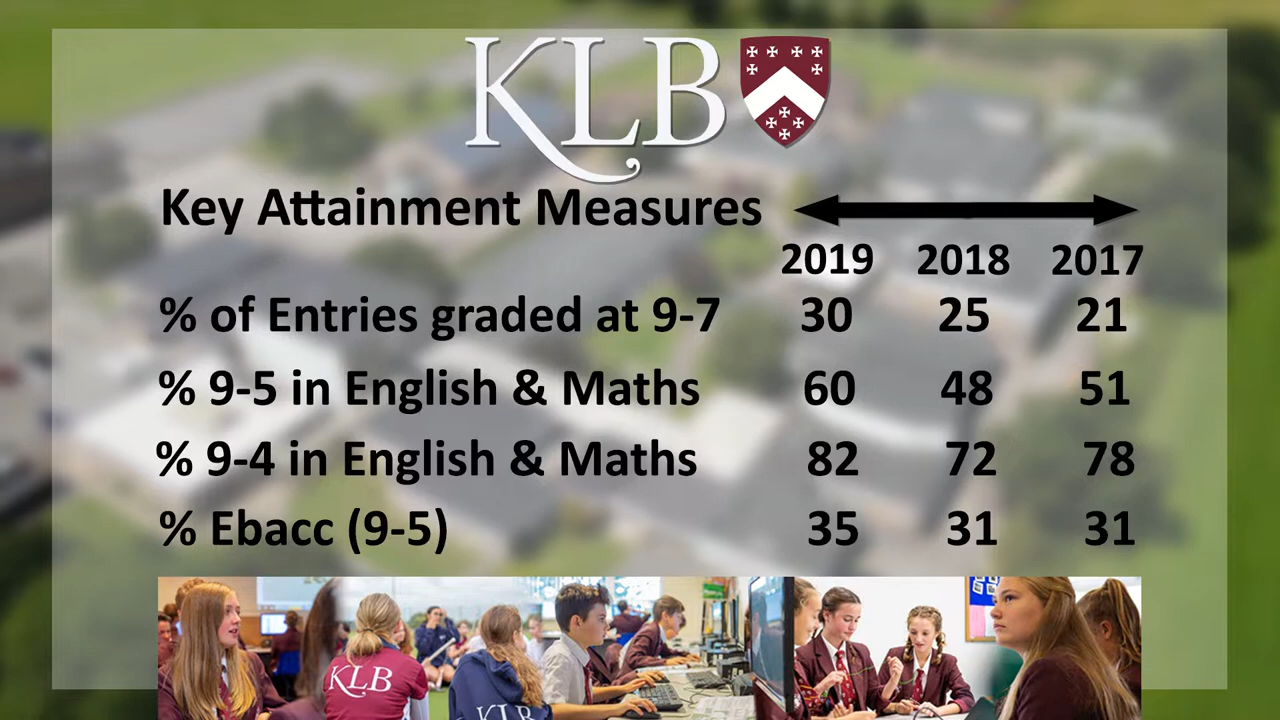 KLB
Key Attainment Measures
2019 2018 2017
% of Entries graded at 9-7 30 25 21
% 9-5 in English & Maths 60 48 51
% 9-4 in English & Maths 82 72 78
% Ebacc (9-5) 35 31 31
KLB
KLB